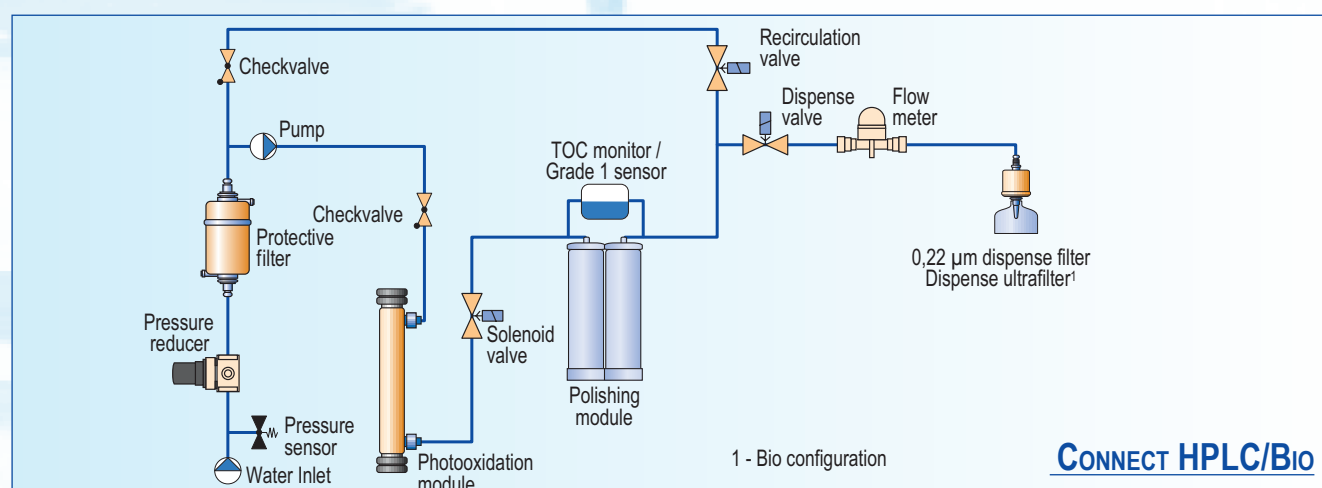 Recirculation
valve
Checkvalve
Dispense
valve
Flow
meter
Pump
TOC monitor /
Grade 1 sensor
Checkvalve
Protective
filter
0,22 µm dispense filter
Dispense ultrafilter¹
Pressure
reducer
Solenoid
valve
Polishing
module
Pressure
sensor
Water Inlet
Photooxidation
module
1 - Bio configuration
CONNECT HPLC/BIO